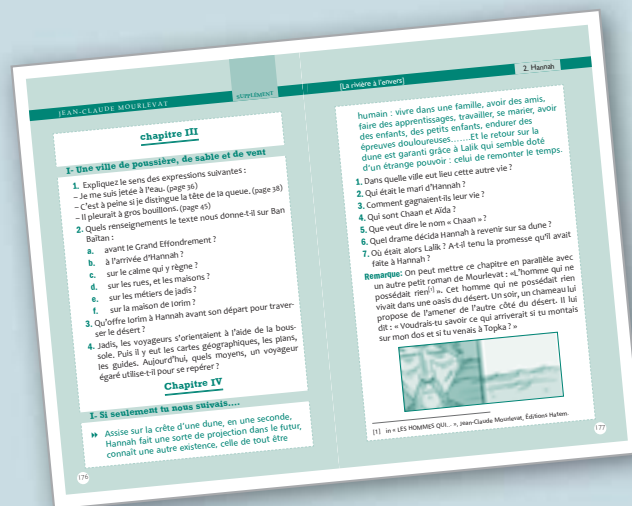 JEAN-CLAUDE MOURLEVAT
SUPPLÉMENT
chapitre III
I- Une ville de poussière, de sable et de vent
1. Expliquez le sens des expressions suivantes :
– Je me suis jetée à l'eau. (page 36)
– C'est à peine si je distingue la tête de la queue. (page 38)
– Il pleurait à gros bouillons. (page 45)
2. Quels renseignements le texte nous donne-t-il sur Ban
Baïtan :
a. avant le Grand Effondrement ?
b. à l'arrivée d'Hannah ?
c. sur le calme qui y règne ?
d. sur les rues, et les maisons ?
e. sur les métiers de jadis ?
f. sur la maison de Iorim ?
3. Qu'offre Iorim à Hannah avant son départ pour traver-
ser le désert ?
4. Jadis, les voyageurs s'orientaient à l'aide de la bous-
sole. Puis il y eut les cartes géographiques, les plans,
les guides. Aujourd'hui, quels moyens, un voyageur
égaré utilise-t-il pour se repérer ?
Chapitre IV
I- Si seulement tu nous suivais....
Assise sur la crête d'une dune, en une seconde,
Hannah fait une sorte de projection dans le futur,
connaît une autre existence, celle de tout être
176
[La rivière à l'envers]
2. Hannah
humain : vivre dans une famille, avoir des amis,
faire des apprentissages, travailler, se marier, avoir
des enfants, des petits enfants, endurer des
épreuves douloureuses.......Et le retour sur la
dune est garanti grâce à Lalik qui semble doté
d'un étrange pouvoir : celui de remonter le temps.
1. Dans quelle ville eut lieu cette autre vie ?
2. Qui était le mari d'Hannah ?
3. Comment gagnaient-ils leur vie ?
4. Qui sont Chaan et Aïda ?
5. Que veut dire le nom « Chaan » ?
6. Quel drame décida Hannah à revenir sur sa dune ?
7. Où était alors Lalik ? A-t-il tenu la promesse qu'il avait
faite à Hannah ?
Remarque: On peut mettre ce chapitre en parallèle avec
un autre petit roman de Mourlevat : «L'homme qui ne
possédait rien[1] ». Cet homme qui ne possédait rien
vivait dans une oasis du désert. Un soir, un chameau lui
propose de l'amener de l'autre côté du désert. Il lui
dit : « Voudrais-tu savoir ce qui arriverait si tu montais
sur mon dos et si tu venais à Topka ? »
[1] in « LES HOMMES QUI... », Jean-Claude Mourlevat, Éditions Hatem.
177